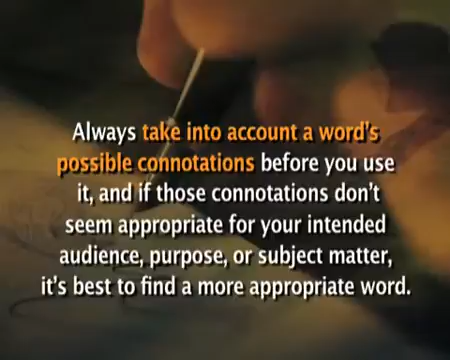 Always take into account a word's
possible connotations before you use
it, and if those connotations don't
seem appropriate for your intended
audience, purpose, or subject matter,
it's best to find a more appropriate word.